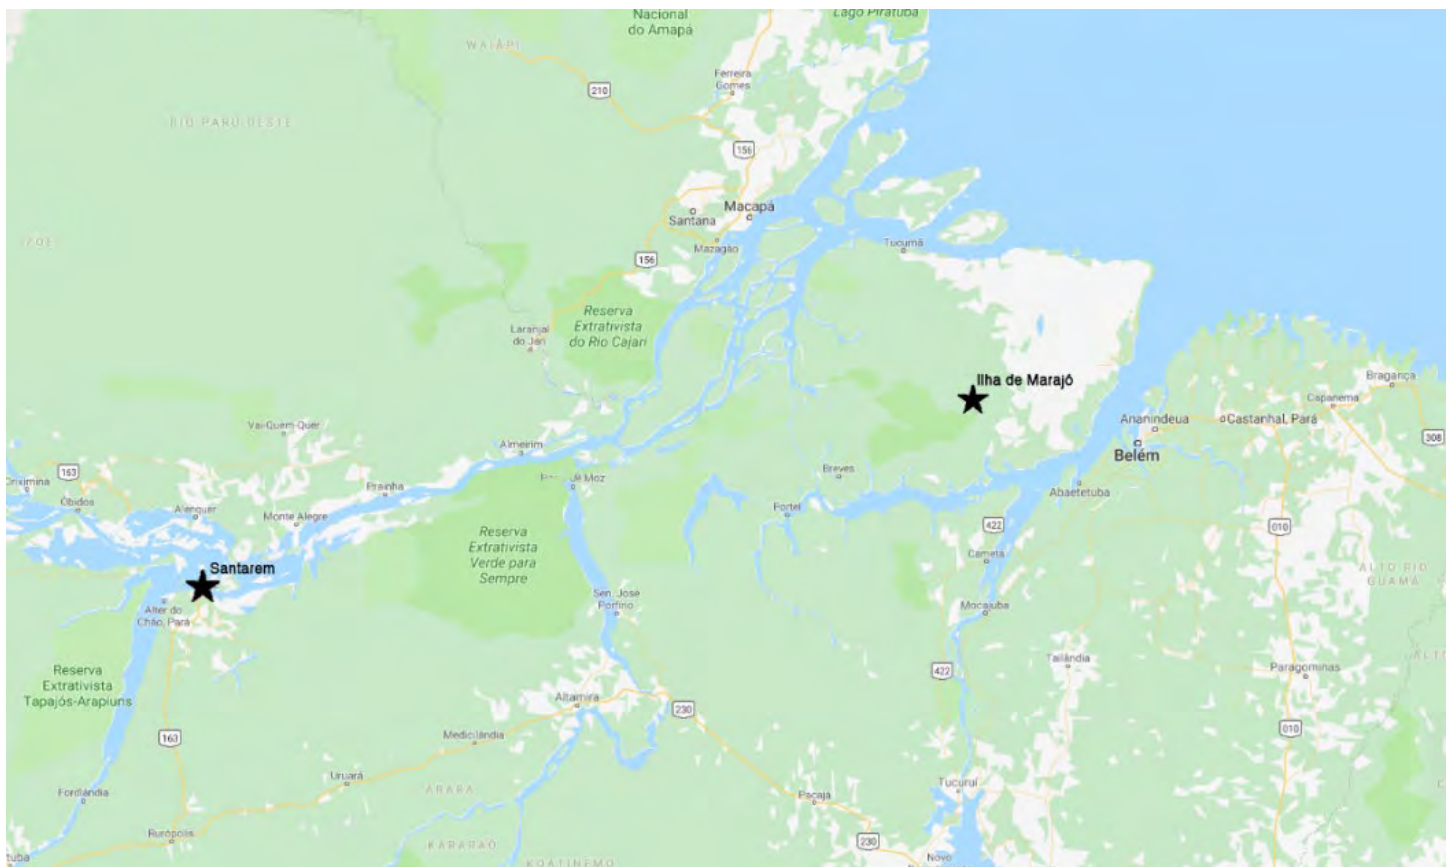 Nacional
do Amapá
Lago Piratuba
WAIÃPI
Ferreira
Gomes
210
RIO PARU DESTE
156
Macapá
Santana
Mazagão
Tucumã
156
Reserva
Extrativista
do Rio Cajari
Laranjal
do Jari
Ilha de Marajô
Bragança
Capanema
Ananindeua
Castanhal, Pará
308
Belém
Vai-Quem-Quer
Almeirim
163
Breves
Prainha
de Moz
Abaetetuba
Óbidos
Alenquer
Monte Alegre
Portel
422
010
Reserva
Extrativista
Verde para
Sempre
Cametá
Santarem
ALTO RIO
GUAMÁ
Alter do
Chão, Pará
Sen. José
Porfírio
Mocajuba
Reserva
Extrativista
Tapajós-Arapiuns
Tailândia
422
Paragominas
Altamira
230
163
Medicilândia
010
Uruará
Tucuruí
Fordlândia
ARARA
Pacajá
Rurópolis
230
KARARAÔ
Novo
KOATINEMO